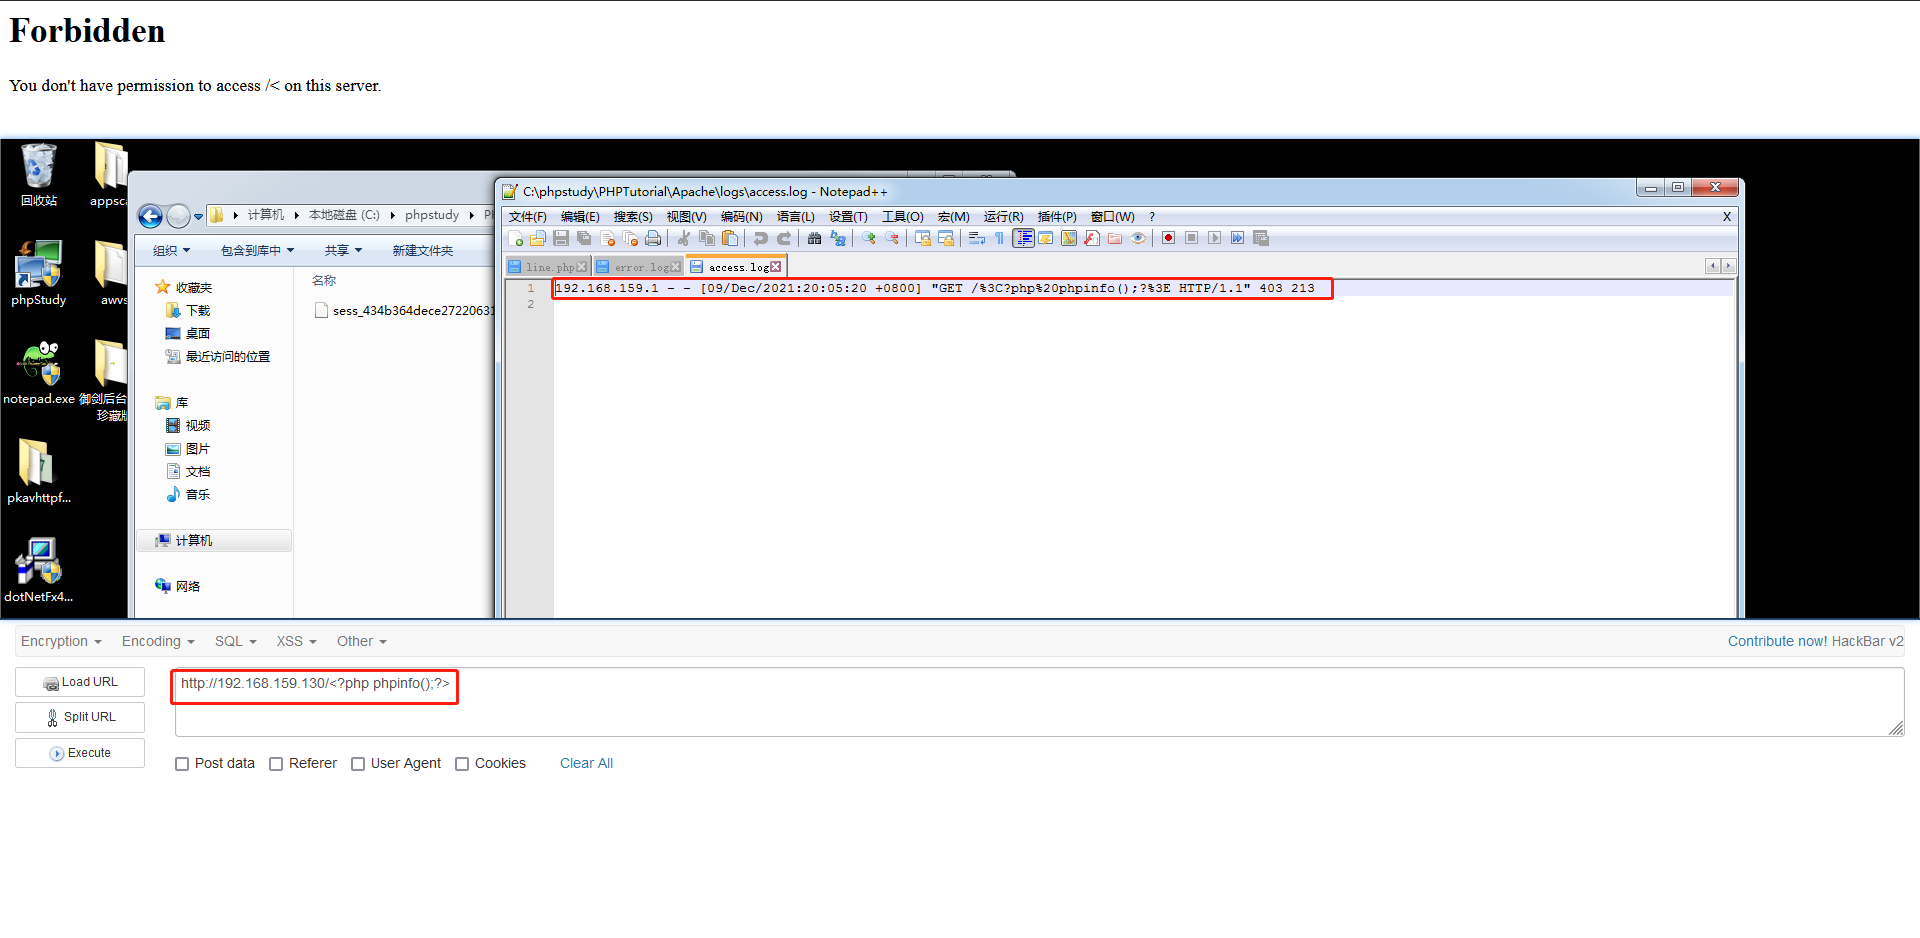 Forbidden
You don't have permission to access /< on this server.
回收站
appsca
phpStudy
awvs
notepad.exe
御剑后台
珍藏版
pkavhttpf...
dotNetFx4...
计算机
本地磁盘 (C:)
phpstudy
组织
包含到库中
共享
新建文件夹
收藏夹
下载
桌面
最近访问的位置
库
视频
图片
文档
音乐
计算机
网络
名称
sess_434b364dece27220631
C:\phpstudy\PHPTutorial\Apache\logs\access.log - Notepad++
文件(F) 编辑(E) 搜索(S) 视图(V) 编码(N) 语言(L) 设置(T) 工具(O) 宏(M) 运行(R) 插件(P) 窗口(W) ? X
line.php error.log access.log
1 192.168.159.1 - - [09/Dec/2021:20:05:20 +0800] "GET /%3C?php%20phpinfo();?%3E HTTP/1.1" 403 213
2
Encryption Encoding SQL XSS Other Contribute now! HackBar v2
Load URL
http://192.168.159.130/<?php phpinfo();?>
Split URL
Execute
Post data Referer User Agent Cookies Clear All